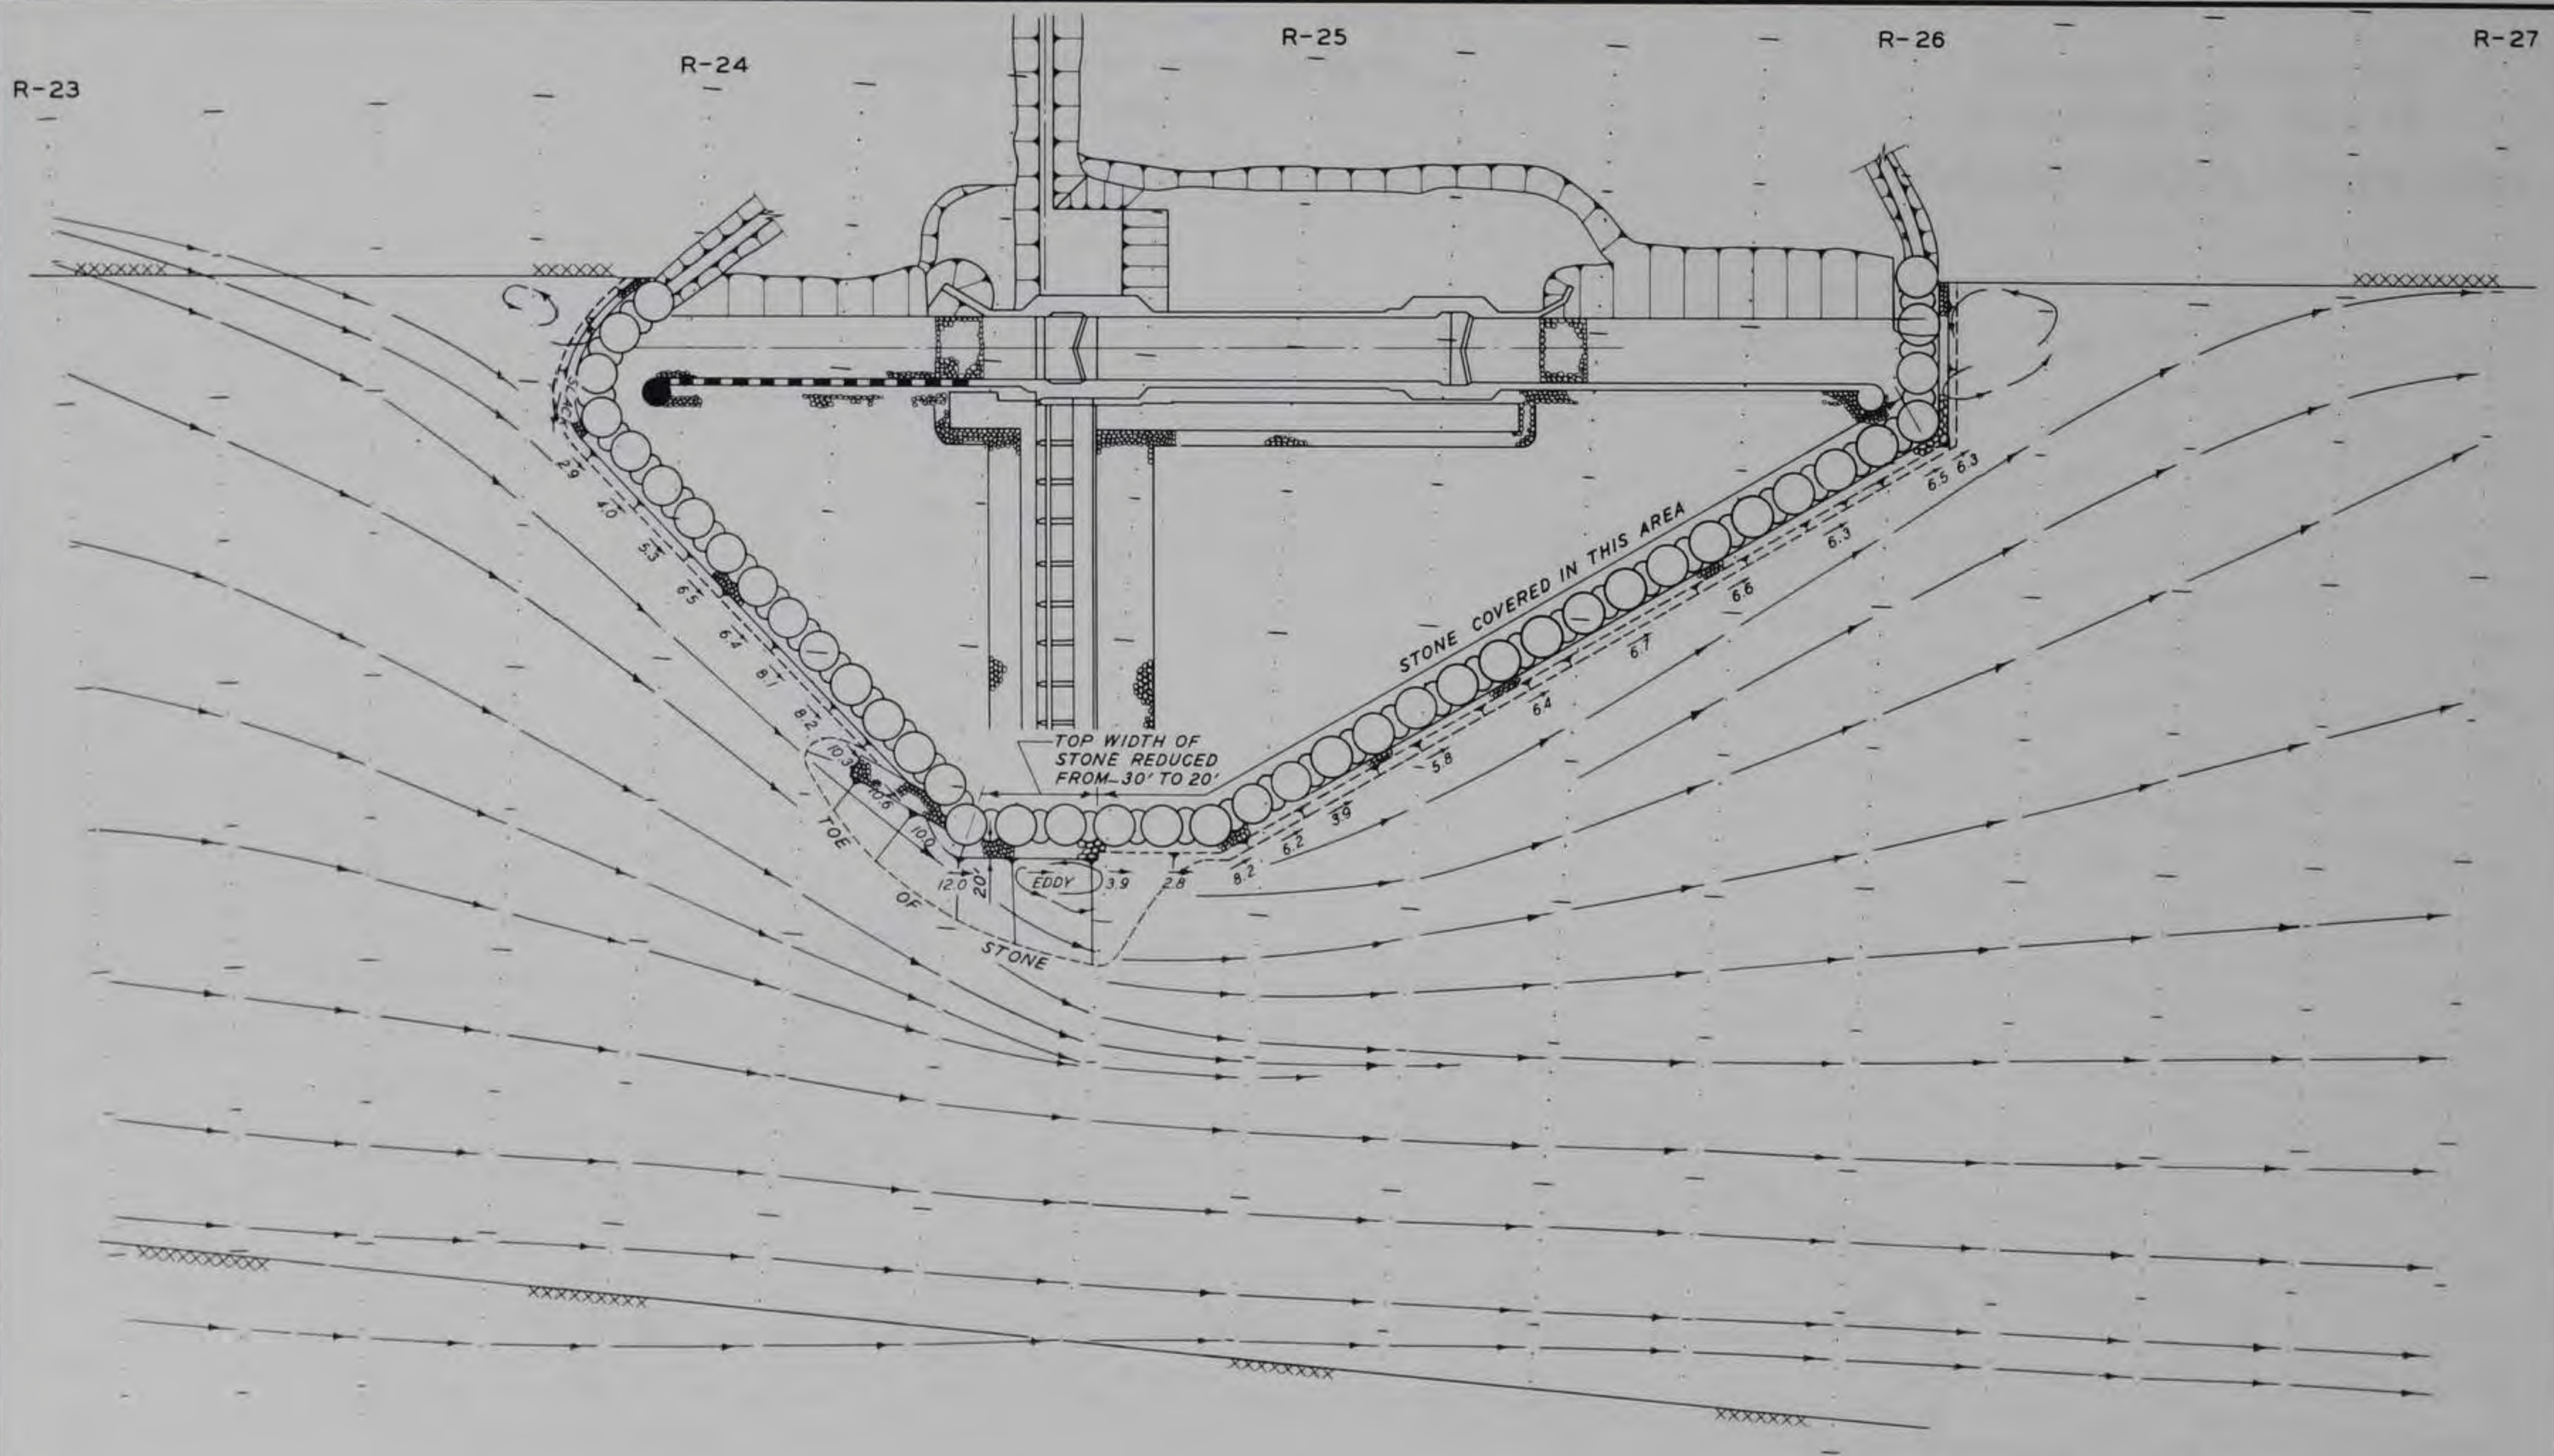 R-23
R-24
R-25
R-26
R-27
SLACK
2.9
4.0
5.3
6.5
6.4
8.1
8.2
10.3
10.6
10.0
12.0
20'
EDDY
3.9
2.8
8.2
6.2
3.9
5.8
6.4
6.7
6.6
6.3
6.5
6.3
STONE COVERED IN THIS AREA
TOP WIDTH OF
STONE REDUCED
FROM 30' TO 20'
TOE
OF
STONE